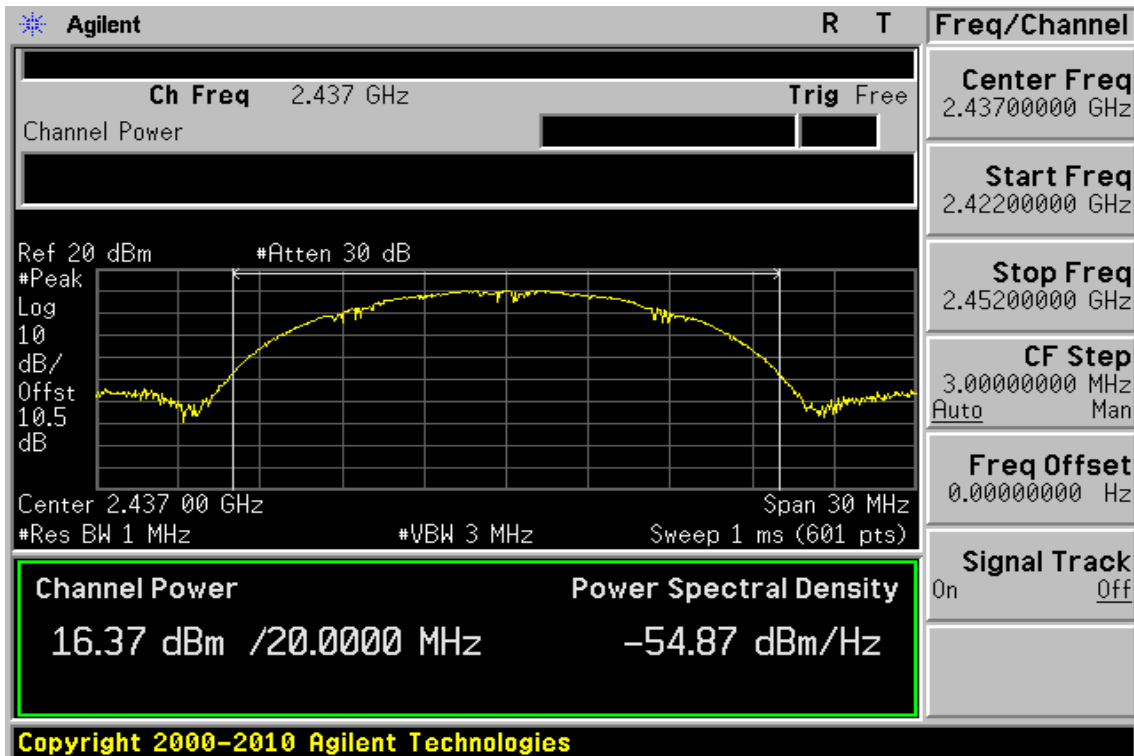 Agilent R T
Freq/Channel
Ch Freq 2.437 GHz Trig Free
Channel Power
Ref 20 dBm #Atten 30 dB
#Peak
Log
10
dB/
Offst
10.5
dB
Center 2.437 00 GHz Span 30 MHz
#Res BW 1 MHz #VBW 3 MHz Sweep 1 ms (601 pts)
Channel Power Power Spectral Density
16.37 dBm /20.0000 MHz -54.87 dBm/Hz
Center Freq
2.43700000 GHz
Start Freq
2.42200000 GHz
Stop Freq
2.45200000 GHz
CF Step
3.00000000 MHz
Auto Man
Freq Offset
0.00000000 Hz
Signal Track
On Off
Copyright 2000-2010 Agilent Technologies